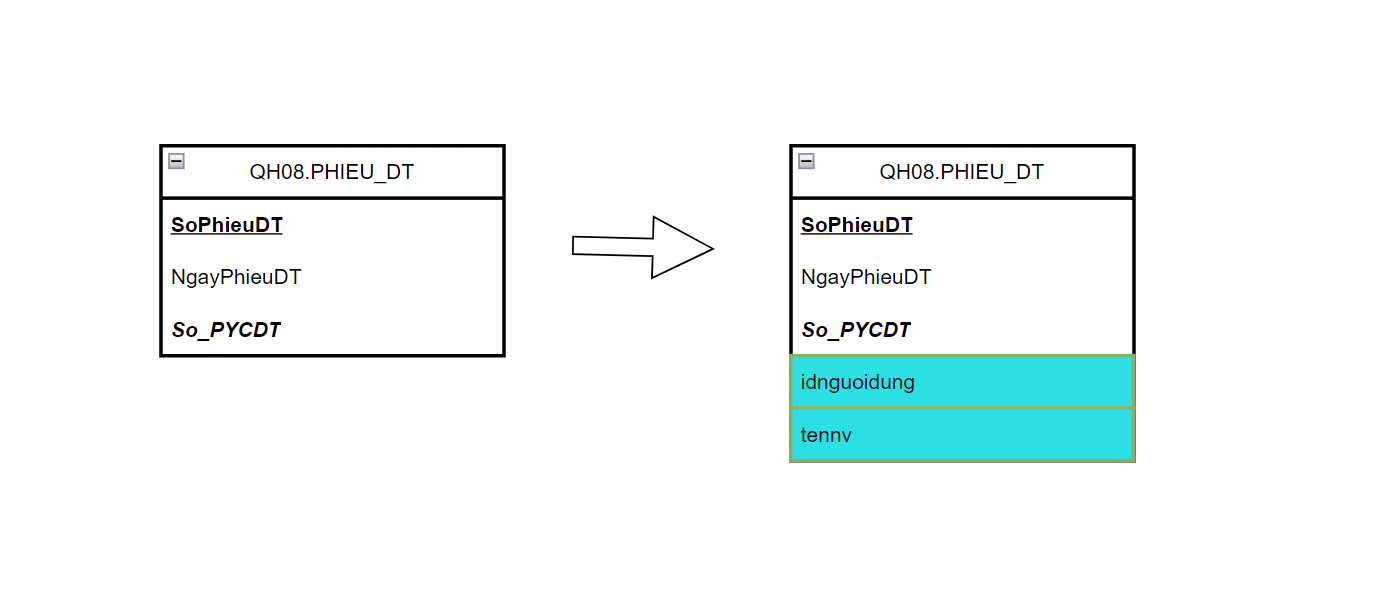 QH08.PHIEU_DT
SoPhieuDT
NgayPhieuDT
So_PYCDT
QH08.PHIEU_DT
SoPhieuDT
NgayPhieuDT
So_PYCDT
idnguoidung
tennv